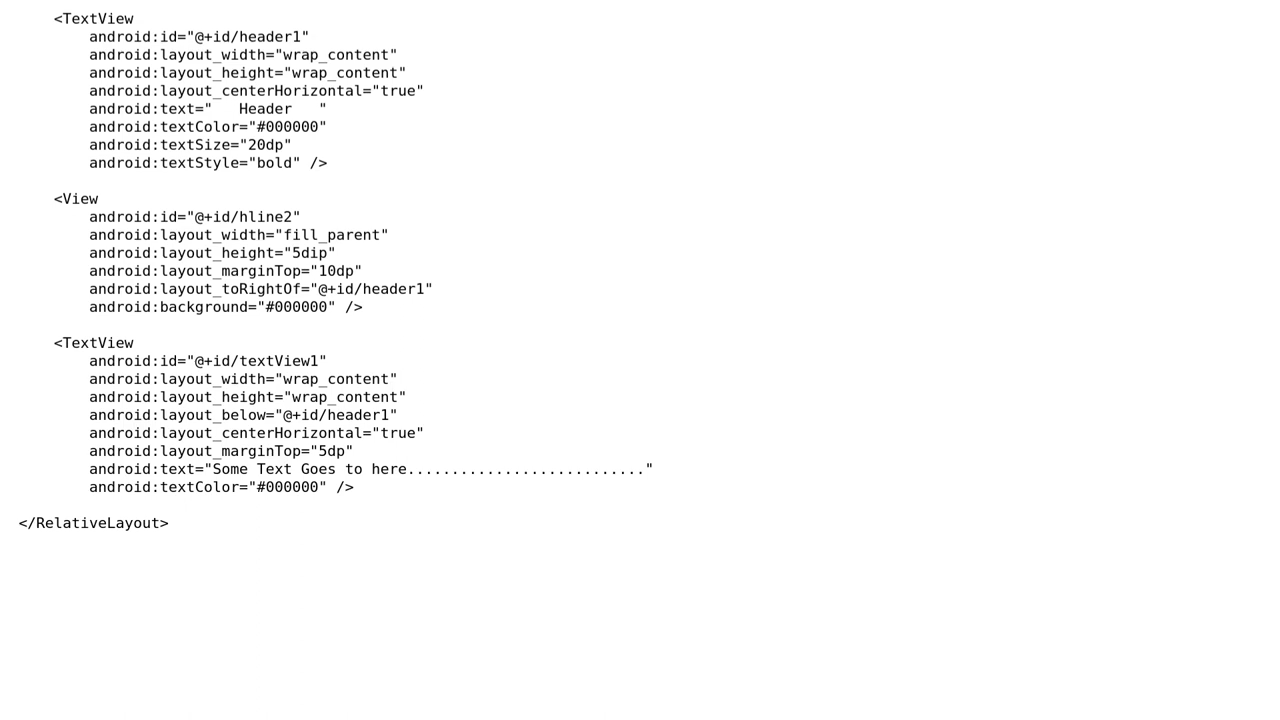 <TextView
        android:id="@+id/header1"
        android:layout_width="wrap_content"
        android:layout_height="wrap_content"
        android:layout_centerHorizontal="true"
        android:text="   Header   "
        android:textColor="#000000"
        android:textSize="20dp"
        android:textStyle="bold" />

    <View
        android:id="@+id/hline2"
        android:layout_width="fill_parent"
        android:layout_height="5dip"
        android:layout_marginTop="10dp"
        android:layout_toRightOf="@+id/header1"
        android:background="#000000" />

    <TextView
        android:id="@+id/textView1"
        android:layout_width="wrap_content"
        android:layout_height="wrap_content"
        android:layout_below="@+id/header1"
        android:layout_centerHorizontal="true"
        android:layout_marginTop="5dp"
        android:text="Some Text Goes to here..........................."
        android:textColor="#000000" />

</RelativeLayout>